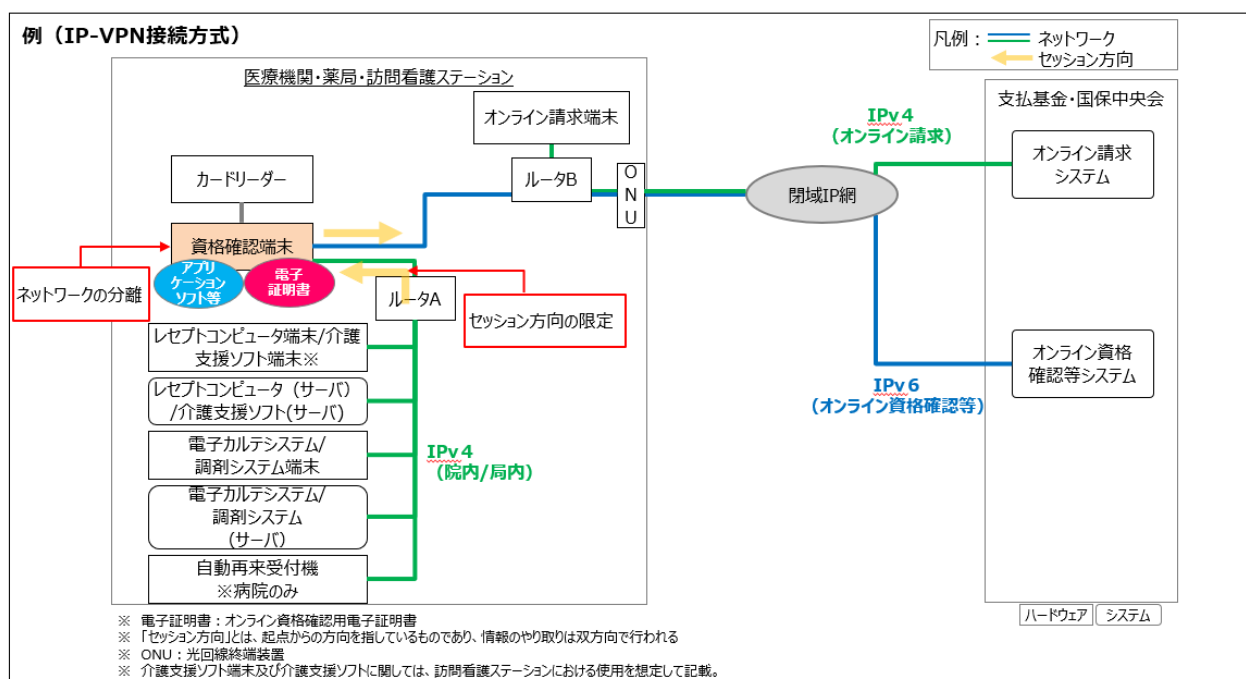 例（IP-VPN接続方式）
凡例：
ネットワーク
セッション方向
医療機関・薬局・訪問看護ステーション
支払基金・国保中央会
オンライン請求端末
IPv4
（オンライン請求）
オンライン請求
システム
カードリーダー
ルータB
O
N
U
閉域IP網
資格確認端末
アプリ
ケーション
ソフト等
電子
証明書
ネットワークの分離
ルータA
セッション方向の限定
レセプトコンピュータ端末/介護
支援ソフト端末※
オンライン資格
確認等システム
レセプトコンピュータ（サーバ）
/介護支援ソフト(サーバ)
IPv6
（オンライン資格確認等）
電子カルテシステム/
調剤システム端末
IPv4
（院内/局内）
電子カルテシステム/
調剤システム
(サーバ)
自動再来受付機
※病院のみ
ハードウェア
システム
※ 電子証明書：オンライン資格確認用電子証明書
※ 「セッション方向」とは、起点からの方向を指しているものであり、情報のやり取りは双方向で行われる
※ ONU：光回線終端装置
※ 介護支援ソフト端末及び介護支援ソフトに関しては、訪問看護ステーションにおける使用を想定して記載。